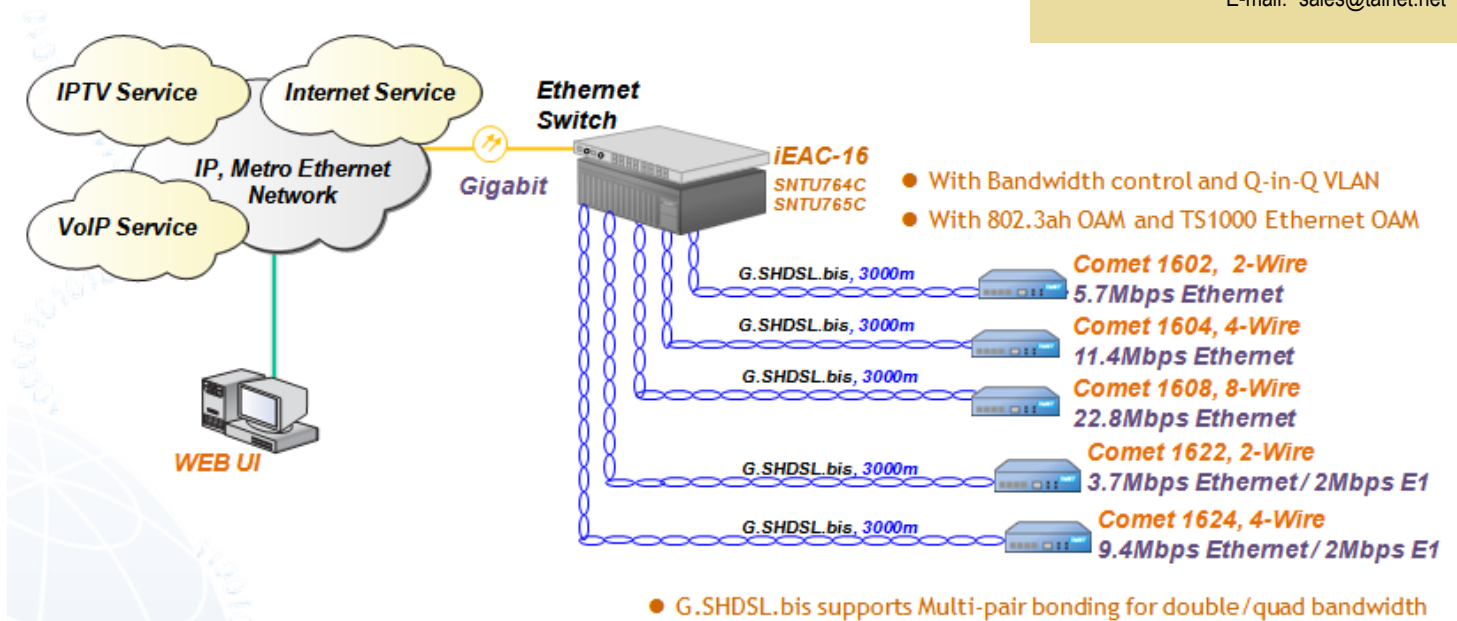 E-mail: sales@tainet.net
IPTV Service
Internet Service
IP, Metro Ethernet
Network
VoIP Service
Gigabit
Ethernet
Switch
iEAC-16
SNTU764C
SNTU765C
● With Bandwidth control and Q-in-Q VLAN
● With 802.3ah OAM and TS1000 Ethernet OAM
G.SHDSL.bis, 3000m
Comet 1602, 2-Wire
5.7Mbps Ethernet
G.SHDSL.bis, 3000m
Comet 1604, 4-Wire
11.4Mbps Ethernet
G.SHDSL.bis, 3000m
Comet 1608, 8-Wire
22.8Mbps Ethernet
G.SHDSL.bis, 3000m
Comet 1622, 2-Wire
3.7Mbps Ethernet/ 2Mbps E1
G.SHDSL.bis, 3000m
Comet 1624, 4-Wire
9.4Mbps Ethernet/ 2Mbps E1
WEB UI
● G.SHDSL.bis supports Multi-pair bonding for double/quad bandwidth